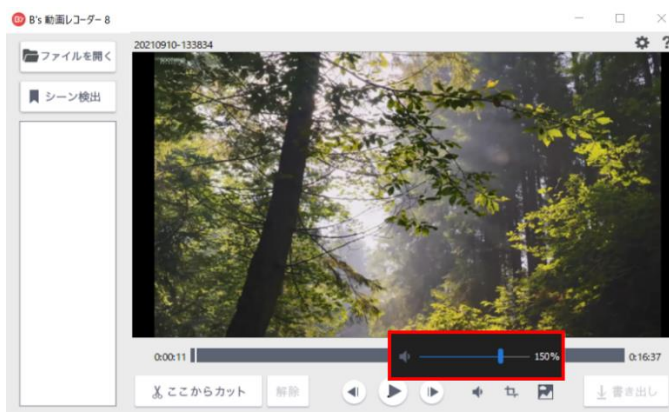 B's 動画レコーダー 8
ファイルを開く
シーン検出
20210910-133834
?
0:00:11
150%
0:16:37
ここからカット
解除
書き出し